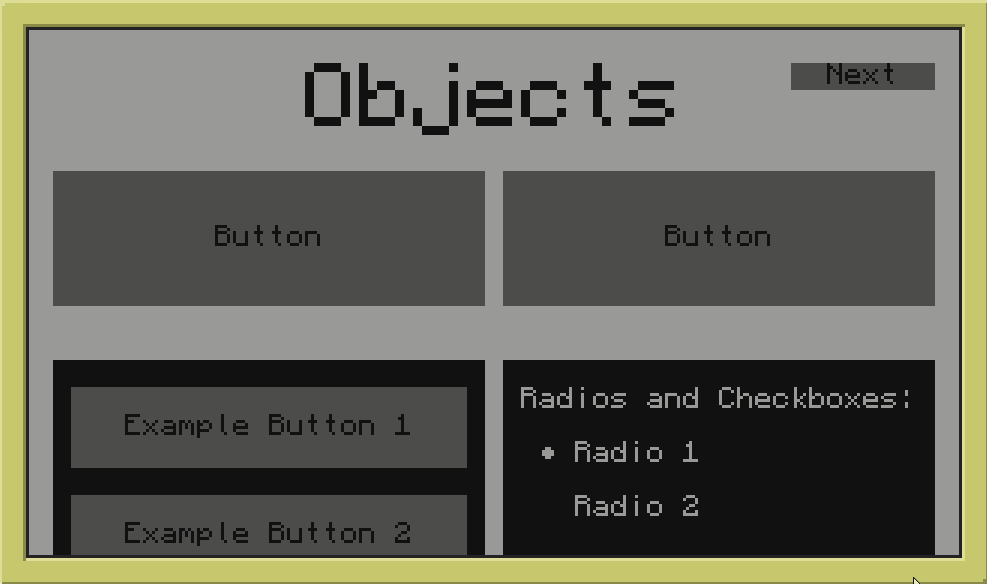 Objects
Next
Button
Button
Example Button 1
Example Button 2
Radios and Checkboxes:
Radio 1
Radio 2